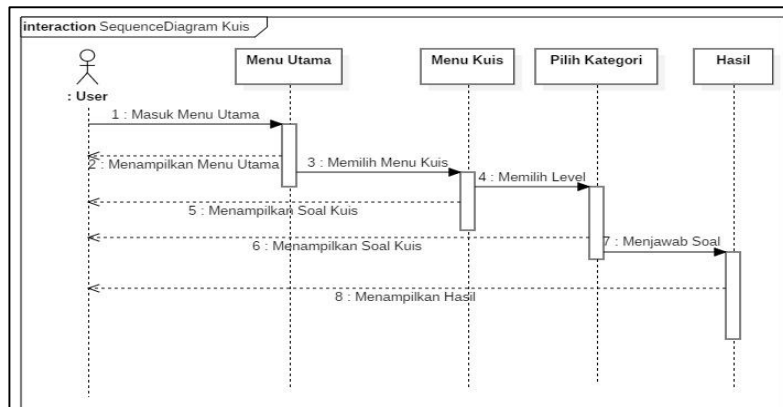 interaction SequenceDiagram Kuis
: User
Menu Utama
Menu Kuis
Pilih Kategori
Hasil
1 : Masuk Menu Utama
2 : Menampilkan Menu Utama
3 : Memilih Menu Kuis
4 : Memilih Level
5 : Menampilkan Soal Kuis
6 : Menampilkan Soal Kuis
7 : Menjawab Soal
8 : Menampilkan Hasil